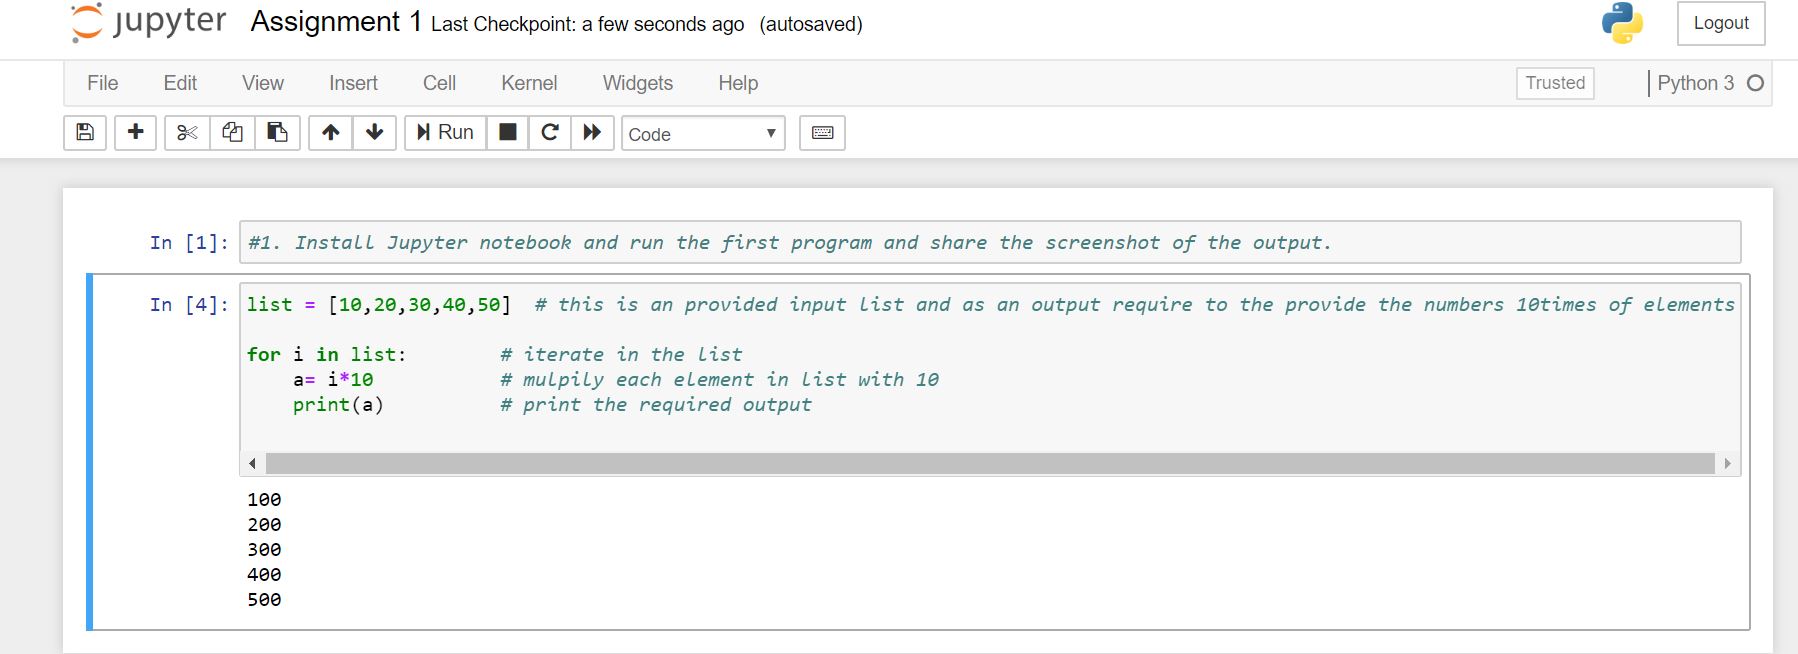 jupyter Assignment 1 Last Checkpoint: a few seconds ago (autosaved) Logout
File Edit View Insert Cell Kernel Widgets Help Trusted Python 3
Run Code
In [1]: #1. Install Jupyter notebook and run the first program and share the screenshot of the output.
In [4]: list = [10,20,30,40,50]  # this is an provided input list and as an output require to the provide the numbers 10times of elements
for i in list:        # iterate in the list
    a= i*10           # mulpily each element in list with 10
    print(a)          # print the required output
100
200
300
400
500